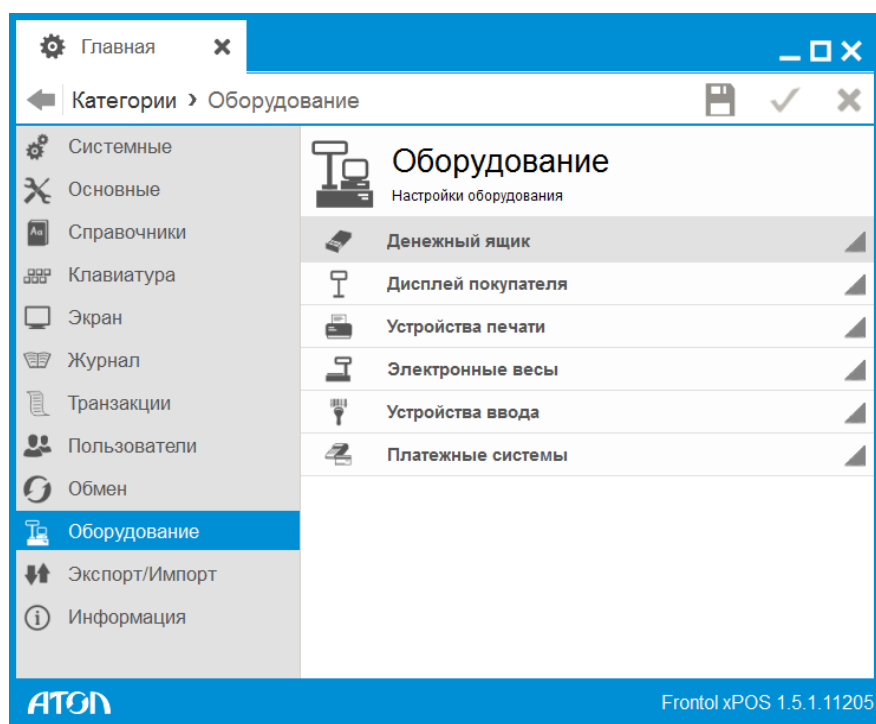 Главная
Категории › Оборудование
Системные
Основные
Справочники
Клавиатура
Экран
Журнал
Транзакции
Пользователи
Обмен
Оборудование
Экспорт/Импорт
Информация
Оборудование
Настройки оборудования
Денежный ящик
Дисплей покупателя
Устройства печати
Электронные весы
Устройства ввода
Платежные системы
АТОЛ
Frontol xPOS 1.5.1.11205